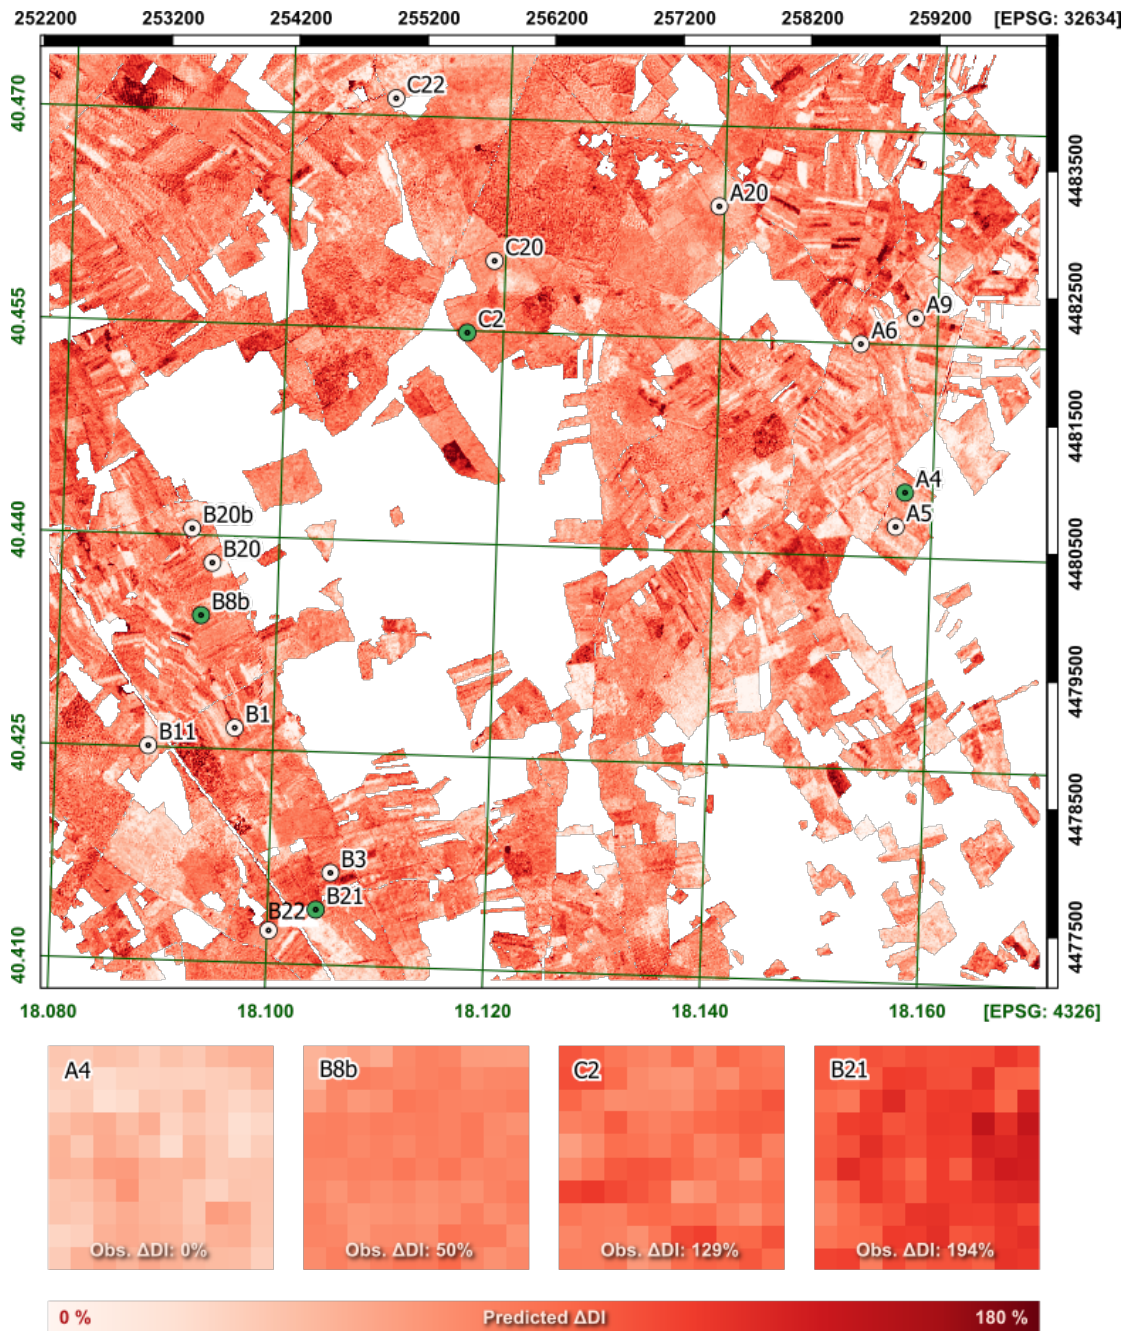 252200 253200 254200 255200 256200 257200 258200 259200 [EPSG: 32634]
C22
40.470
4483500
A20
C20
40.455
4482500
C2
A9
A6
4481500
A4
B20b
A5
40.440
B20
4480500
B8b
4479500
B1
B11
40.425
4478500
B3
B21
B22
40.410
4477500
18.080 18.100 18.120 18.140 18.160 [EPSG: 4326]
A4 B8b C2 B21
Obs. ΔDI: 0% Obs. ΔDI: 50% Obs. ΔDI: 129% Obs. ΔDI: 194%
0 % Predicted ΔDI 180 %